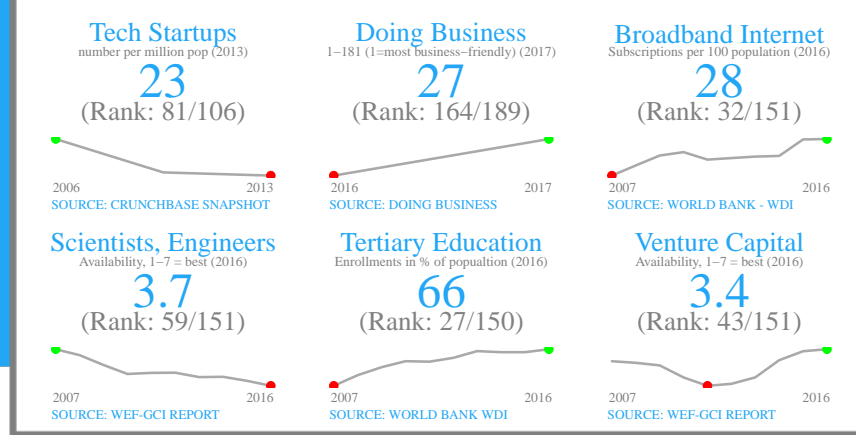 Tech Startups
number per million pop (2013)
23
(Rank: 81/106)
2006 2013
SOURCE: CRUNCHBASE SNAPSHOT
Doing Business
1−181 (1=most business−friendly) (2017)
27
(Rank: 164/189)
2016 2017
SOURCE: DOING BUSINESS
Broadband Internet
Subscriptions per 100 population (2016)
28
(Rank: 32/151)
2007 2016
SOURCE: WORLD BANK - WDI
Scientists, Engineers
Availability, 1−7 = best (2016)
3.7
(Rank: 59/151)
2007 2016
SOURCE: WEF-GCI REPORT
Tertiary Education
Enrollments in % of popualtion (2016)
66
(Rank: 27/150)
2007 2016
SOURCE: WORLD BANK WDI
Venture Capital
Availability, 1−7 = best (2016)
3.4
(Rank: 43/151)
2007 2016
SOURCE: WEF-GCI REPORT